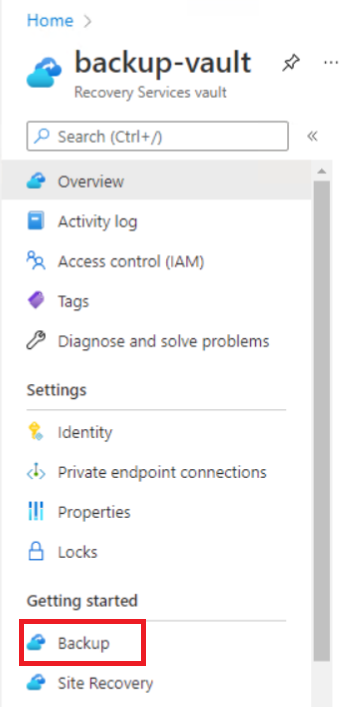 Home
backup-vault
Recovery Services vault
Search (Ctrl+/)
Overview
Activity log
Access control (IAM)
Tags
Diagnose and solve problems
Settings
Identity
Private endpoint connections
Properties
Locks
Getting started
Backup
Site Recovery